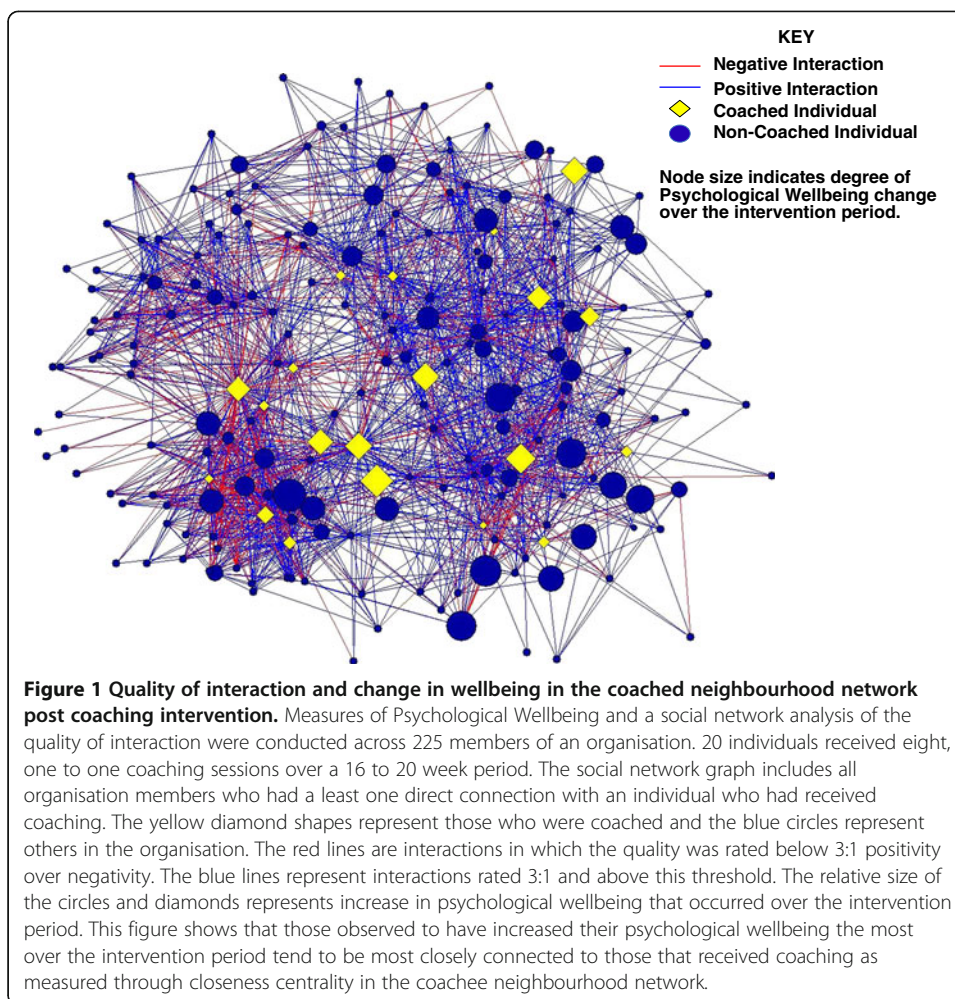 KEY
Negative Interaction
Positive Interaction
Coached Individual
Non-Coached Individual
Node size indicates degree of
Psychological Wellbeing change
over the intervention period.
Figure 1 Quality of interaction and change in wellbeing in the coached neighbourhood network
post coaching intervention. Measures of Psychological Wellbeing and a social network analysis of the
quality of interaction were conducted across 225 members of an organisation. 20 individuals received eight,
one to one coaching sessions over a 16 to 20 week period. The social network graph includes all
organisation members who had a least one direct connection with an individual who had received
coaching. The yellow diamond shapes represent those who were coached and the blue circles represent
others in the organisation. The red lines are interactions in which the quality was rated below 3:1 positivity
over negativity. The blue lines represent interactions rated 3:1 and above this threshold. The relative size of
the circles and diamonds represents increase in psychological wellbeing that occurred over the intervention
period. This figure shows that those observed to have increased their psychological wellbeing the most
over the intervention period tend to be most closely connected to those that received coaching as
measured through closeness centrality in the coachee neighbourhood network.